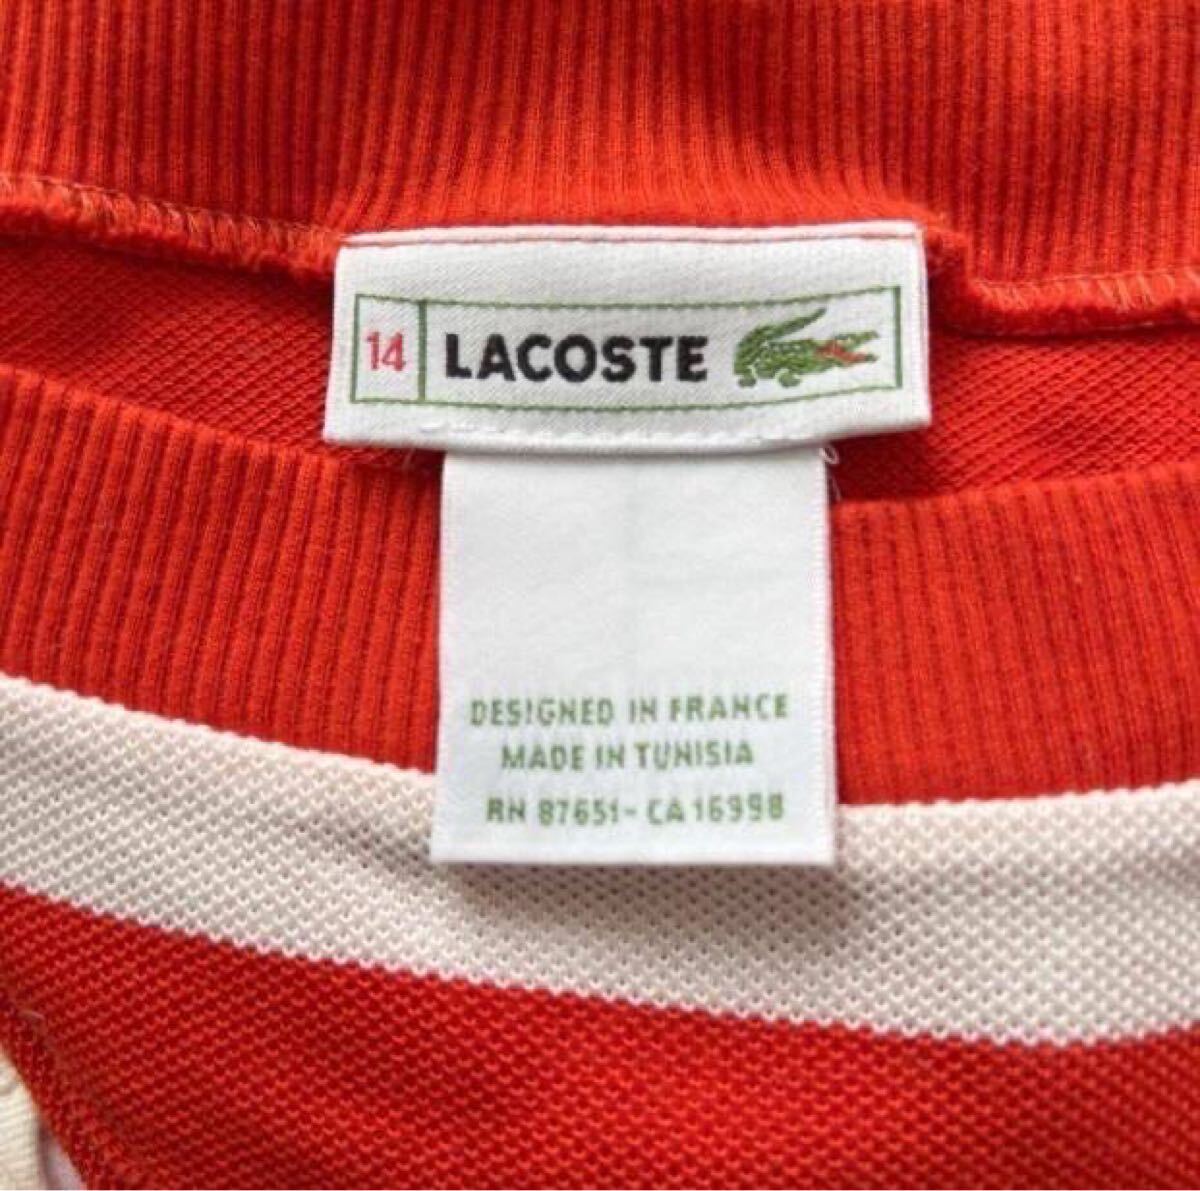 14 LACOSTE
DESIGNED IN FRANCE
MADE IN TUNISIA
RN 87651-CA 16998